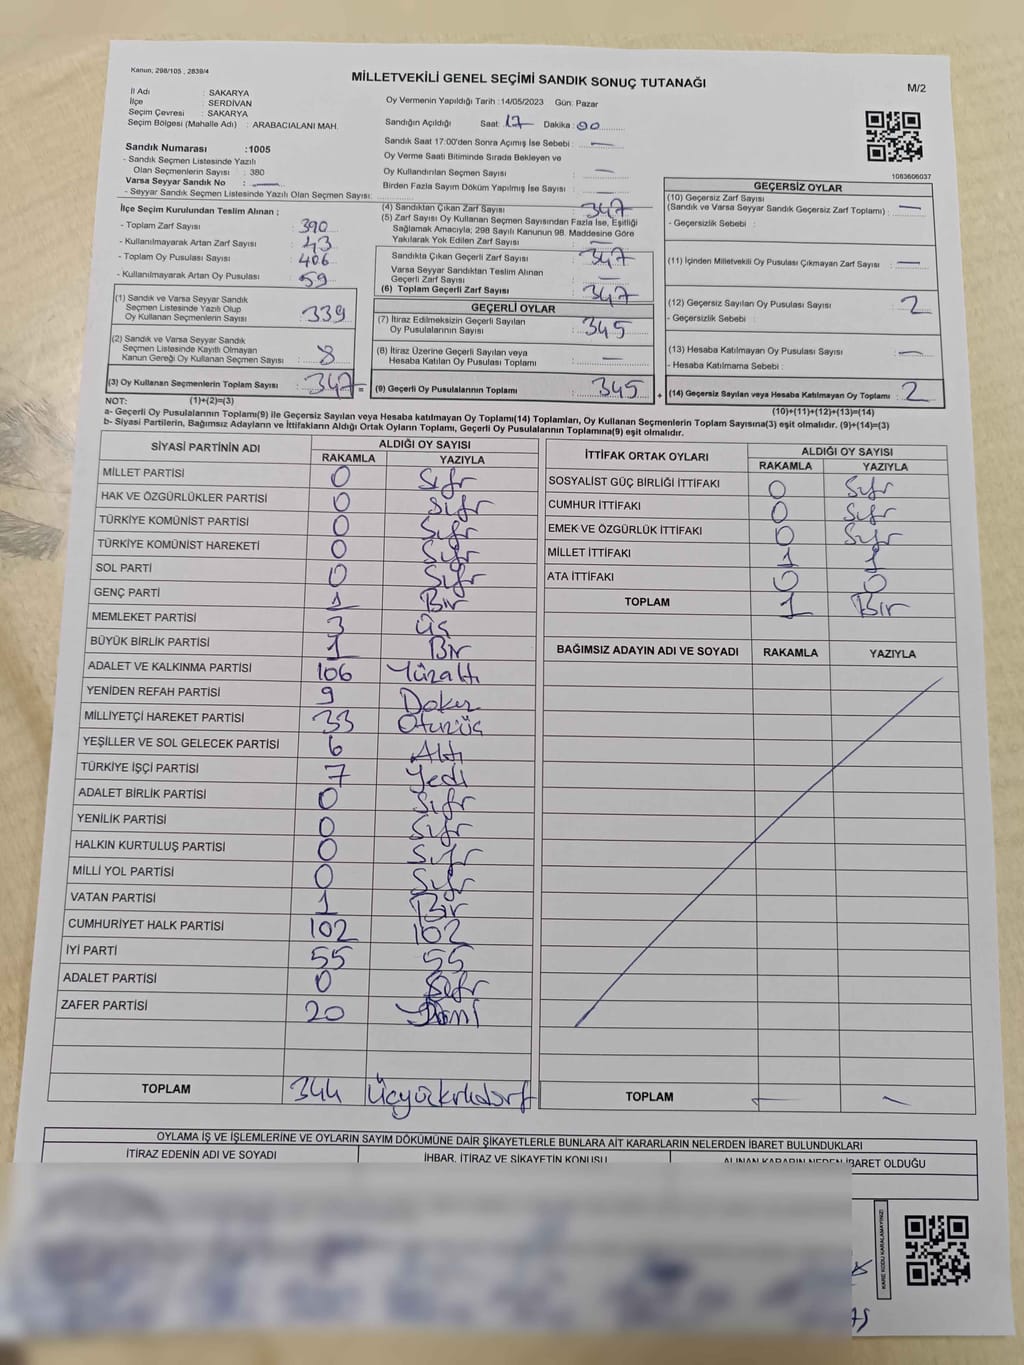 Kanun; 298/105 , 2839/4
MİLLETVEKİLİ GENEL SEÇİMİ SANDIK SONUÇ TUTANAĞI
M/2
İl Adı : SAKARYA
İlçe : SERDİVAN
Seçim Çevresi : SAKARYA
Seçim Bölgesi (Mahalle Adı) : ARABACIALANI MAH.
Sandık Numarası :1005
- Sandık Seçmen Listesinde Yazılı
Olan Seçmenlerin Sayısı : 380
Varsa Seyyar Sandık No : —
- Seyyar Sandık Seçmen Listesinde Yazılı Olan Seçmen Sayısı:
Oy Vermenin Yapıldığı Tarih :14/05/2023 Gün: Pazar
Sandığın Açıldığı Saat: 17 Dakika: 00
Sandık Saat 17:00'den Sonra Açımış İse Sebebi : —
Oy Verme Saati Bitiminde Sırada Bekleyen ve
Oy Kullandırılan Seçmen Sayısı : —
Birden Fazla Sayım Döküm Yapılmış İse Sayısı : —
1083606037
İlçe Seçim Kurulundan Teslim Alınan ;
- Toplam Zarf Sayısı : 390
- Kullanılmayarak Artan Zarf Sayısı : 43
- Toplam Oy Pusulası Sayısı : 406
- Kullanılmayarak Artan Oy Pusulası : 59
(1) Sandık ve Varsa Seyyar Sandık
Seçmen Listesinde Yazılı Olup
Oy Kullanan Seçmenlerin Sayısı : 339
(2) Sandık ve Varsa Seyyar Sandık
Seçmen Listesinde Kayıtlı Olmayan
Kanun Gereği Oy Kullanan Seçmen Sayısı : 8
(3) Oy Kullanan Seçmenlerin Toplam Sayısı : 347 =
(4) Sandıktan Çıkan Zarf Sayısı : 347
(5) Zarf Sayısı Oy Kullanan Seçmen Sayısından Fazla İse, Eşitliği
Sağlamak Amacıyla; 298 Sayılı Kanunun 98. Maddesine Göre
Yakılarak Yok Edilen Zarf Sayısı : —
Sandıkta Çıkan Geçerli Zarf Sayısı : 347
Varsa Seyyar Sandıktan Teslim Alınan
Geçerli Zarf Sayısı : —
(6) Toplam Geçerli Zarf Sayısı : 347
GEÇERLİ OYLAR
(7) İtiraz Edilmeksizin Geçerli Sayılan
Oy Pusulalarının Sayısı : 345
(8) İtiraz Üzerine Geçerli Sayılan veya
Hesaba Katılan Oy Pusulası Toplamı : —
(9) Geçerli Oy Pusulalarının Toplamı : 345 +
GEÇERSİZ OYLAR
(10) Geçersiz Zarf Sayısı
(Sandık ve Varsa Seyyar Sandık Geçersiz Zarf Toplamı) : —
- Geçersizlik Sebebi :
(11) İçinden Milletvekili Oy Pusulası Çıkmayan Zarf Sayısı : —
(12) Geçersiz Sayılan Oy Pusulası Sayısı : 2
- Geçersizlik Sebebi :
(13) Hesaba Katılmayan Oy Pusulası Sayısı : —
- Hesaba Katılmama Sebebi :
(14) Geçersiz Sayılan veya Hesaba Katılmayan Oy Pusulası Toplamı : 2
NOT: (1)+(2)=(3)
(10)+(11)+(12)+(13)=(14)
a- Geçerli Oy Pusulalarının Toplamı(9) ile Geçersiz Sayılan veya Hesaba katılmayan Oy Toplamı(14) Toplamları, Oy Kullanan Seçmenlerin Toplam Sayısına(3) eşit olmalıdır. (9)+(14)=(3)
b- Siyasi Partilerin, Bağımsız Adayların ve İttifakların Aldığı Ortak Oyların Toplamı, Geçerli Oy Pusulalarının Toplamına(9) eşit olmalıdır.
SİYASİ PARTİNİN ADI ALDIĞI OY SAYISI
RAKAMLA YAZIYLA
MİLLET PARTİSİ 0 Sıfır
HAK VE ÖZGÜRLÜKLER PARTİSİ 0 Sıfır
TÜRKİYE KOMÜNİST PARTİSİ 0 Sıfır
TÜRKİYE KOMÜNİST HAREKETİ 0 Sıfır
SOL PARTİ 0 Sıfır
GENÇ PARTİ 1 Bir
MEMLEKET PARTİSİ 3 üç
BÜYÜK BİRLİK PARTİSİ 1 Bir
ADALET VE KALKINMA PARTİSİ 106 Yüzaltı
YENİDEN REFAH PARTİSİ 9 Dokuz
MİLLİYETÇİ HAREKET PARTİSİ 33 Otuzüç
YEŞİLLER VE SOL GELECEK PARTİSİ 6 Altı
TÜRKİYE İŞÇİ PARTİSİ 7 Yedi
ADALET BİRLİK PARTİSİ 0 Sıfır
YENİLİK PARTİSİ 0 Sıfır
HALKIN KURTULUŞ PARTİSİ 0 Sıfır
MİLLİ YOL PARTİSİ 0 Sıfır
VATAN PARTİSİ 1 Bir
CUMHURİYET HALK PARTİSİ 102 102
İYİ PARTİ 55 55
ADALET PARTİSİ 0 Sıfır
ZAFER PARTİSİ 20
TOPLAM 344 Üçyüzkırkdört
İTTİFAK ORTAK OYLARI ALDIĞI OY SAYISI
RAKAMLA YAZIYLA
SOSYALİST GÜÇ BİRLİĞİ İTTİFAKI 0 Sıfır
CUMHUR İTTİFAKI 0 Sıfır
EMEK VE ÖZGÜRLÜK İTTİFAKI 0 Sıfır
MİLLET İTTİFAKI 1 1
ATA İTTİFAKI 0 0
TOPLAM 1 Bir
BAĞIMSIZ ADAYIN ADI VE SOYADI RAKAMLA YAZIYLA
TOPLAM — —
OYLAMA İŞ VE İŞLEMLERİNE VE OYLARIN SAYIM DÖKÜMÜNE DAİR ŞİKAYETLERLE BUNLARA AİT KARARLARIN NELERDEN İBARET BULUNDUKLARI
İTİRAZ EDENİN ADI VE SOYADI İHBAR, İTİRAZ VE ŞİKAYETİN KONUSU ALINAN KARARIN NEDEN İBARET OLDUĞU
KARE KODU KARALAMAYINIZ!